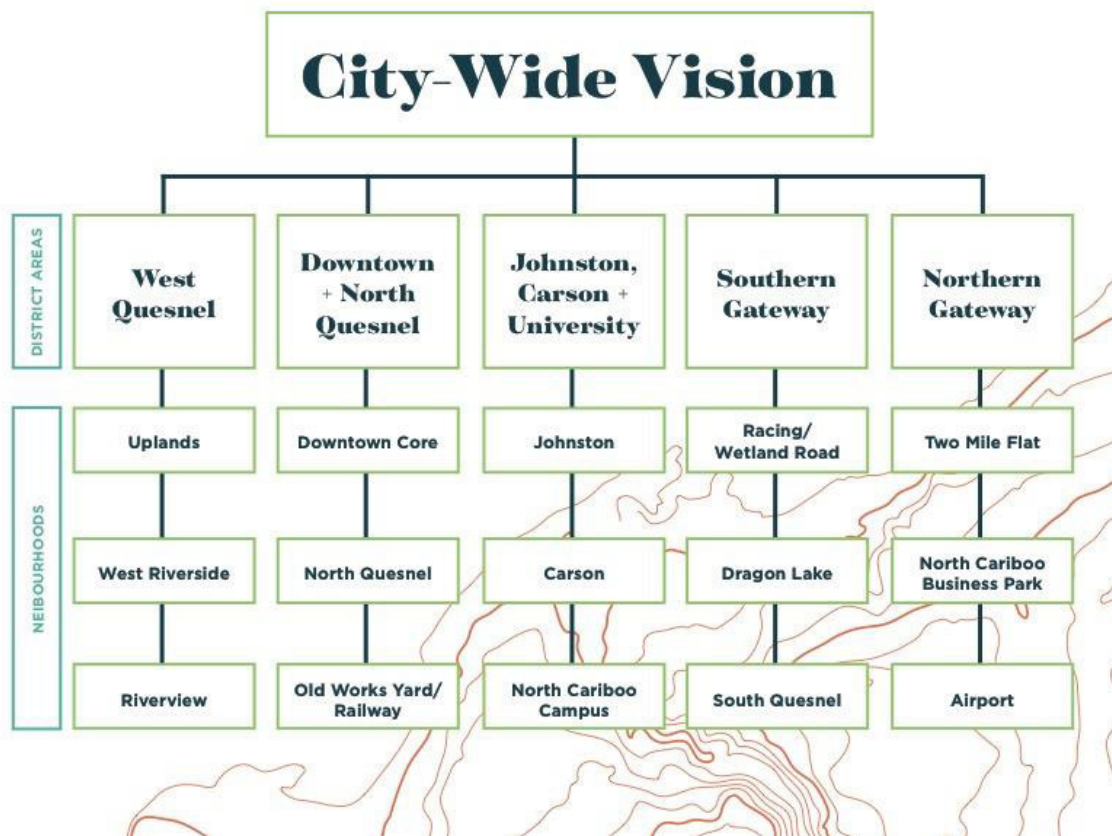 City-Wide Vision
DISTRICT AREAS
West
Quesnel
Downtown
+ North
Quesnel
Johnston,
Carson +
University
Southern
Gateway
Northern
Gateway
NEIBOURHOODS
Uplands
Downtown Core
Johnston
Racing/
Wetland Road
Two Mile Flat
West Riverside
North Quesnel
Carson
Dragon Lake
North Cariboo
Business Park
Riverview
Old Works Yard/
Railway
North Cariboo
Campus
South Quesnel
Airport